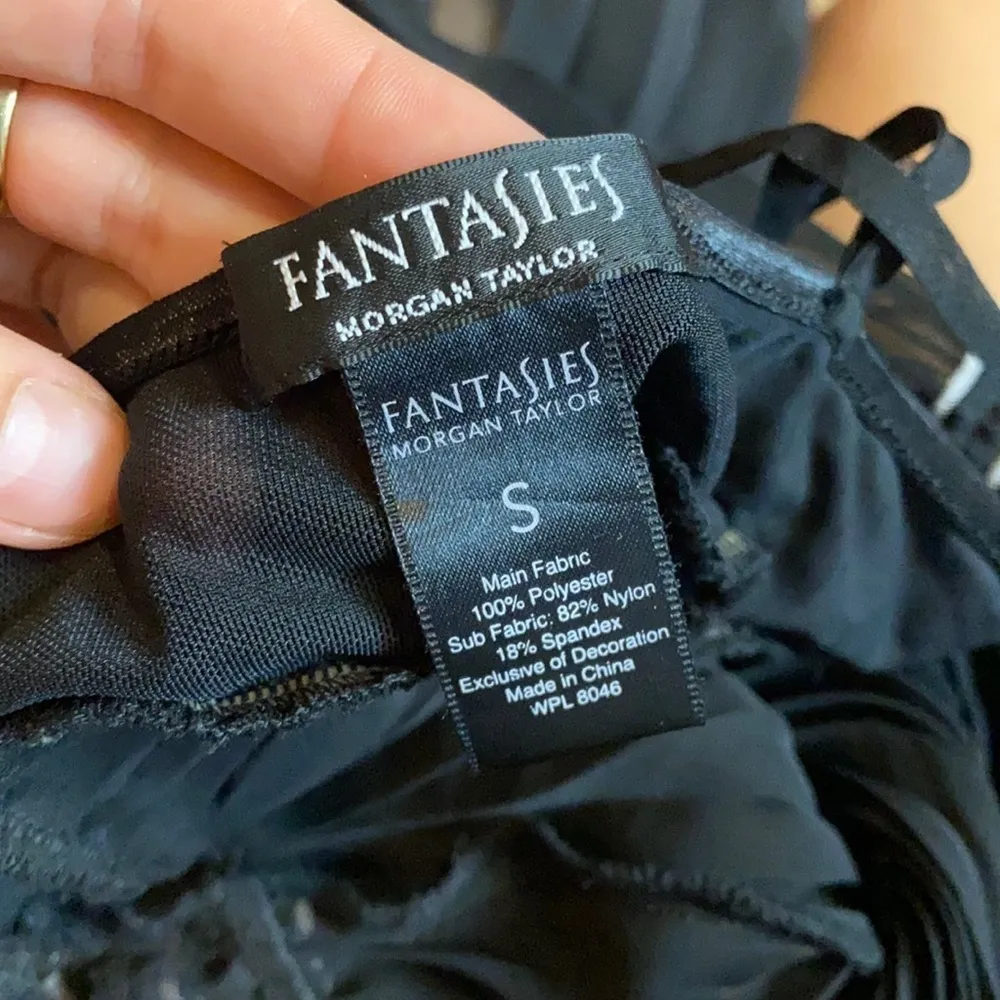 FANTASIES
MORGAN TAYLOR
FANTASIES
MORGAN TAYLOR
S
Main Fabric
100% Polyester
Sub Fabric: 82% Nylon
18% Spandex
Exclusive of Decoration
Made in China
WPL 8046